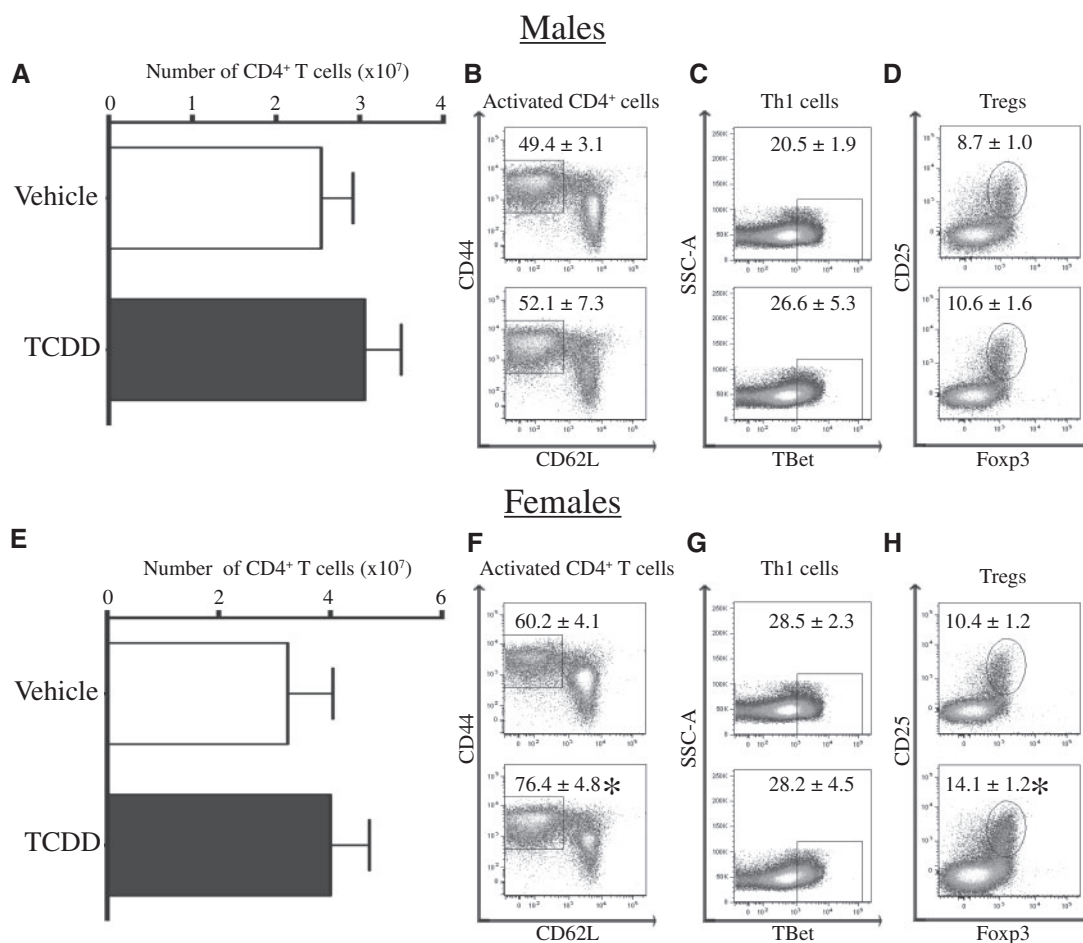 Males
A
Number of CD4⁺ T cells (x10⁷)
0 1 2 3 4
Vehicle
TCDD
B
Activated CD4⁺ cells
49.4 ± 3.1
52.1 ± 7.3
CD44
CD62L
C
Th1 cells
20.5 ± 1.9
26.6 ± 5.3
SSC-A
TBet
D
Tregs
8.7 ± 1.0
10.6 ± 1.6
CD25
Foxp3
Females
E
Number of CD4⁺ T cells (x10⁷)
0 2 4 6
Vehicle
TCDD
F
Activated CD4⁺ T cells
60.2 ± 4.1
76.4 ± 4.8*
CD44
CD62L
G
Th1 cells
28.5 ± 2.3
28.2 ± 4.5
SSC-A
TBet
H
Tregs
10.4 ± 1.2
14.1 ± 1.2*
CD25
Foxp3